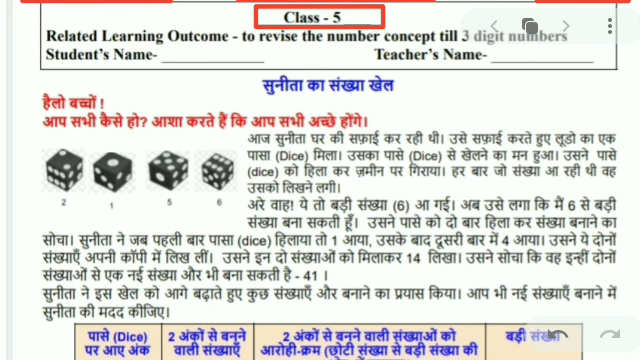 Class - 5
Related Learning Outcome - to revise the number concept till 3 digit numbers
Student's Name- ______________ Teacher's Name- ______________
सुनीता का संख्या खेल
हैलो बच्चों !
आप सभी कैसे हो? आशा करते हैं कि आप सभी अच्छे होंगे।
आज सुनीता घर की सफ़ाई कर रही थी। उसे सफ़ाई करते हुए लूडो का एक
पासा (Dice) मिला। उसका पासे (Dice) से खेलने का मन हुआ। उसने पासे
(dice) को हिला कर ज़मीन पर गिराया। हर बार जो संख्या आ रही थी वह
उसको लिखने लगी।
2 1 5 6
अरे वाह! ये तो बड़ी संख्या (6) आ गई। अब उसे लगा कि मैं 6 से बड़ी
संख्या बना सकती हूँ। उसने पासे को दो बार हिला कर संख्या बनाने का
सोचा। सुनीता ने जब पहली बार पासा (dice) हिलाया तो 1 आया, उसके बाद दूसरी बार में 4 आया। उसने ये दोनों
संख्याएँ अपनी कॉपी में लिख लीं। उसने इन दो संख्याओं को मिलाकर 14 लिखा। उसने सोचा कि वह इन्हीं दोनों
संख्याओं से एक नई संख्या और भी बना सकती है - 41 ।
सुनीता ने इस खेल को आगे बढ़ाते हुए कुछ संख्याएँ और बनाने का प्रयास किया। आप भी नई संख्याएँ बनाने में
सुनीता की मदद कीजिए।
पासे (Dice) 2 अंकों से बनने 2 अंकों से बनने वाली संख्याओं को बड़ी संख्या
पर आए अंक वाली संख्याएँ आरोही-क्रम (छोटी संख्या से बड़ी संख्या की